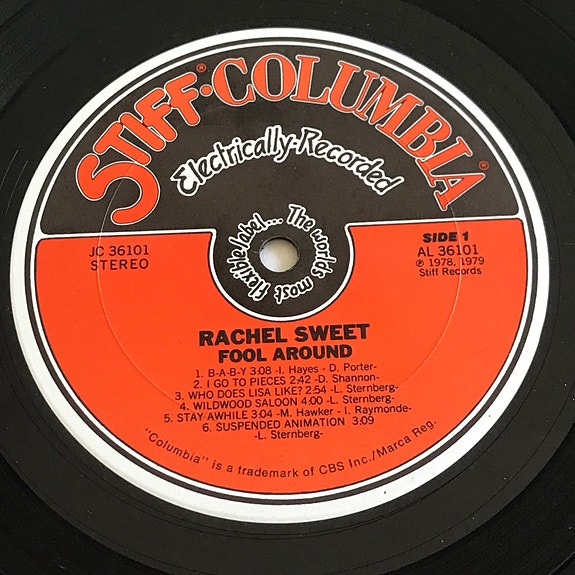 STIFF·COLUMBIA®
Electrically-Recorded
The worlds most flexible label...
JC 36101
STEREO
SIDE 1
AL 36101
℗ 1978, 1979
Stiff Records
RACHEL SWEET
FOOL AROUND
1. B-A-B-Y 3:08 -I. Hayes - D. Porter-
2. I GO TO PIECES 2:42 -D. Shannon-
3. WHO DOES LISA LIKE? 2:54 -L. Sternberg-
4. WILDWOOD SALOON 4:00 -L. Sternberg-
5. STAY AWHILE 3:04 -M. Hawker - I. Raymonde-
6. SUSPENDED ANIMATION 3:09
-L. Sternberg-
"Columbia" is a trademark of CBS Inc./Marca Reg.